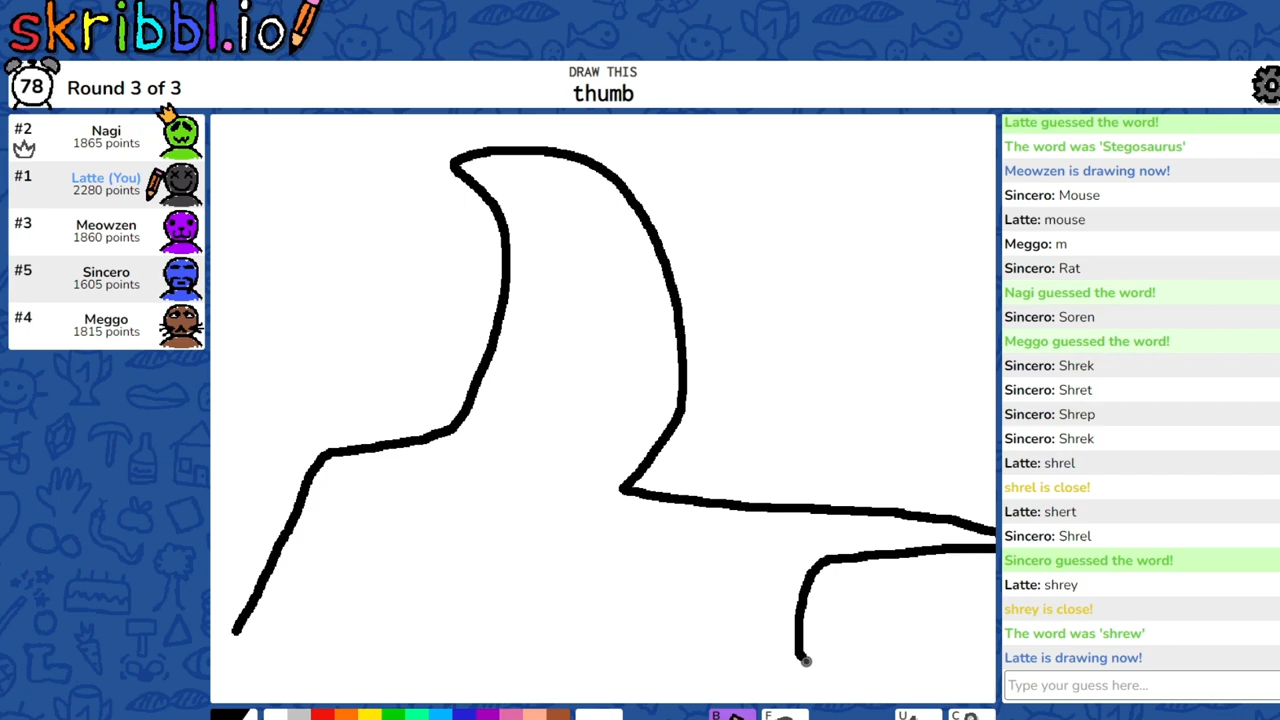 skribbl.io
78
Round 3 of 3
DRAW THIS
thumb
#2 Nagi
1865 points
#1 Latte (You)
2280 points
#3 Meowzen
1860 points
#5 Sincero
1605 points
#4 Meggo
1815 points
Latte guessed the word!
The word was 'Stegosaurus'
Meowzen is drawing now!
Sincero: Mouse
Latte: mouse
Meggo: m
Sincero: Rat
Nagi guessed the word!
Sincero: Soren
Meggo guessed the word!
Sincero: Shrek
Sincero: Shret
Sincero: Shrep
Sincero: Shrek
Latte: shrel
shrel is close!
Latte: shert
Sincero: Shrel
Sincero guessed the word!
Latte: shrey
shrey is close!
The word was 'shrew'
Latte is drawing now!
Type your guess here...
B F U C